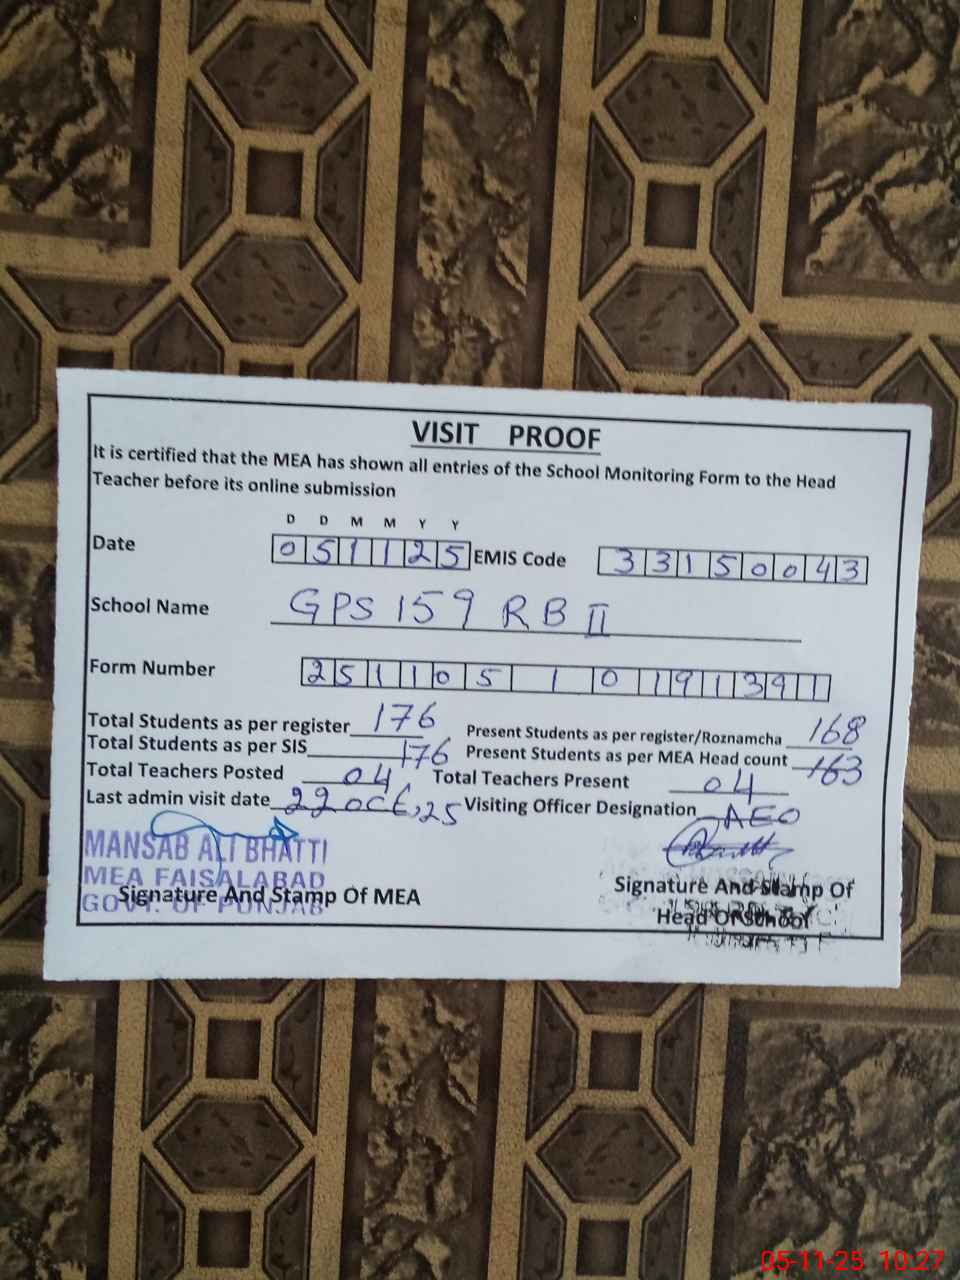 VISIT PROOF
It is certified that the MEA has shown all entries of the School Monitoring Form to the Head
Teacher before its online submission
D D M M Y Y
Date 051125 EMIS Code 33150043
School Name GPS 159 RB II
Form Number 25110510191391
Total Students as per register 176 Present Students as per register/Roznamcha 168
Total Students as per SIS 176 Present Students as per MEA Head count 163
Total Teachers Posted 04 Total Teachers Present 04
Last admin visit date 22 Oct, 25 Visiting Officer Designation AEO
MANSAB ALI BHATTI
MEA FAISALABAD
GOVT. OF PUNJAB
Signature And Stamp Of MEA
Signature And Stamp Of
Head Of School
05-11-25 10:27